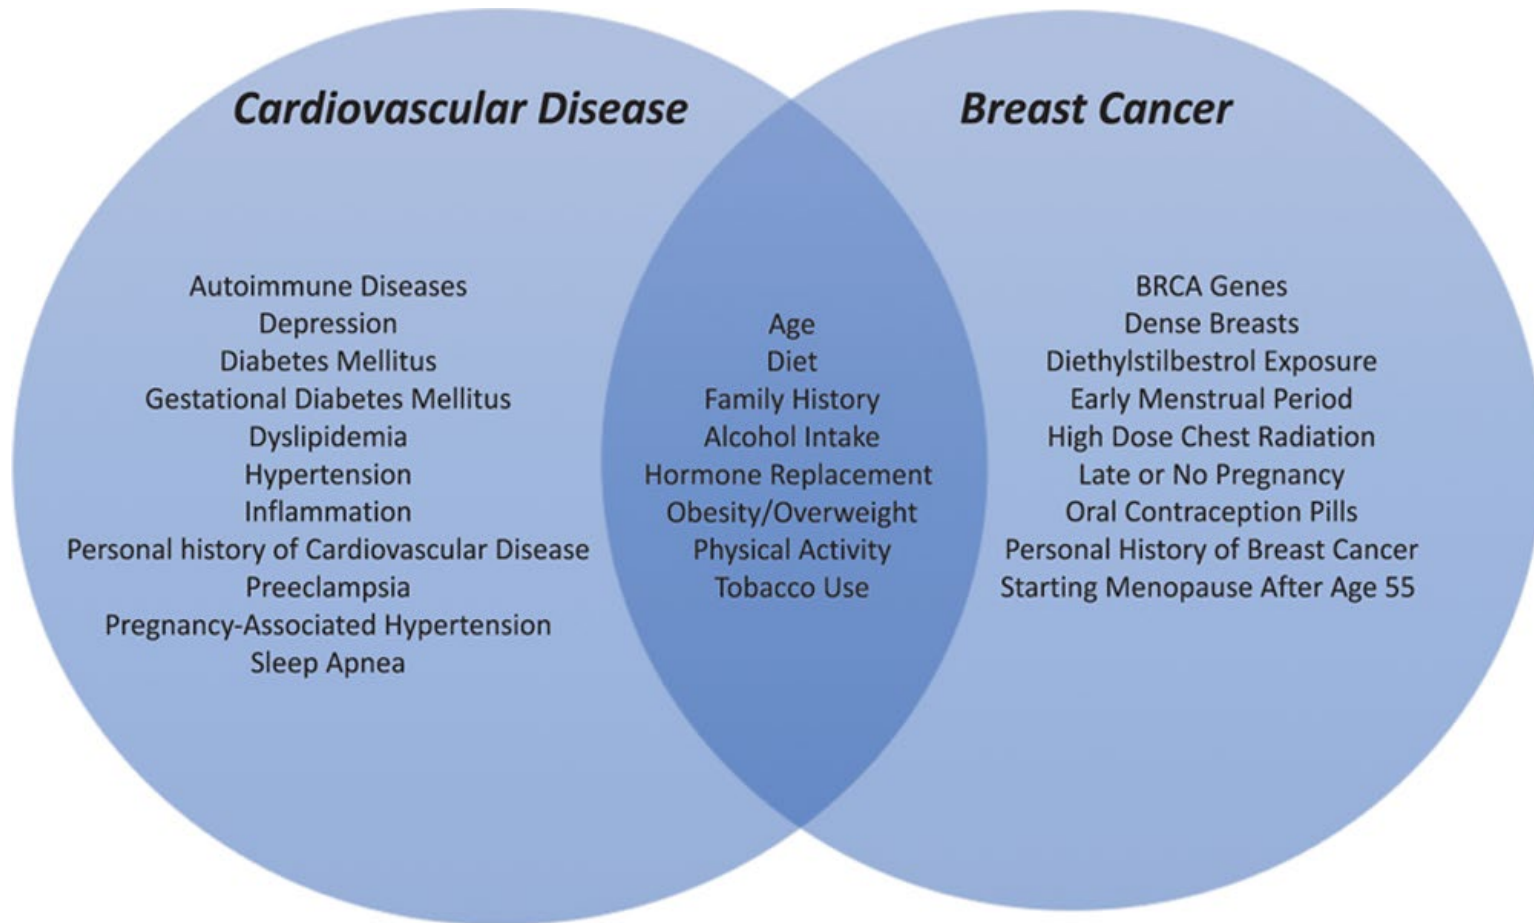 Cardiovascular Disease
Autoimmune Diseases
Depression
Diabetes Mellitus
Gestational Diabetes Mellitus
Dyslipidemia
Hypertension
Inflammation
Personal history of Cardiovascular Disease
Preeclampsia
Pregnancy-Associated Hypertension
Sleep Apnea
Age
Diet
Family History
Alcohol Intake
Hormone Replacement
Obesity/Overweight
Physical Activity
Tobacco Use
Breast Cancer
BRCA Genes
Dense Breasts
Diethylstilbestrol Exposure
Early Menstrual Period
High Dose Chest Radiation
Late or No Pregnancy
Oral Contraception Pills
Personal History of Breast Cancer
Starting Menopause After Age 55